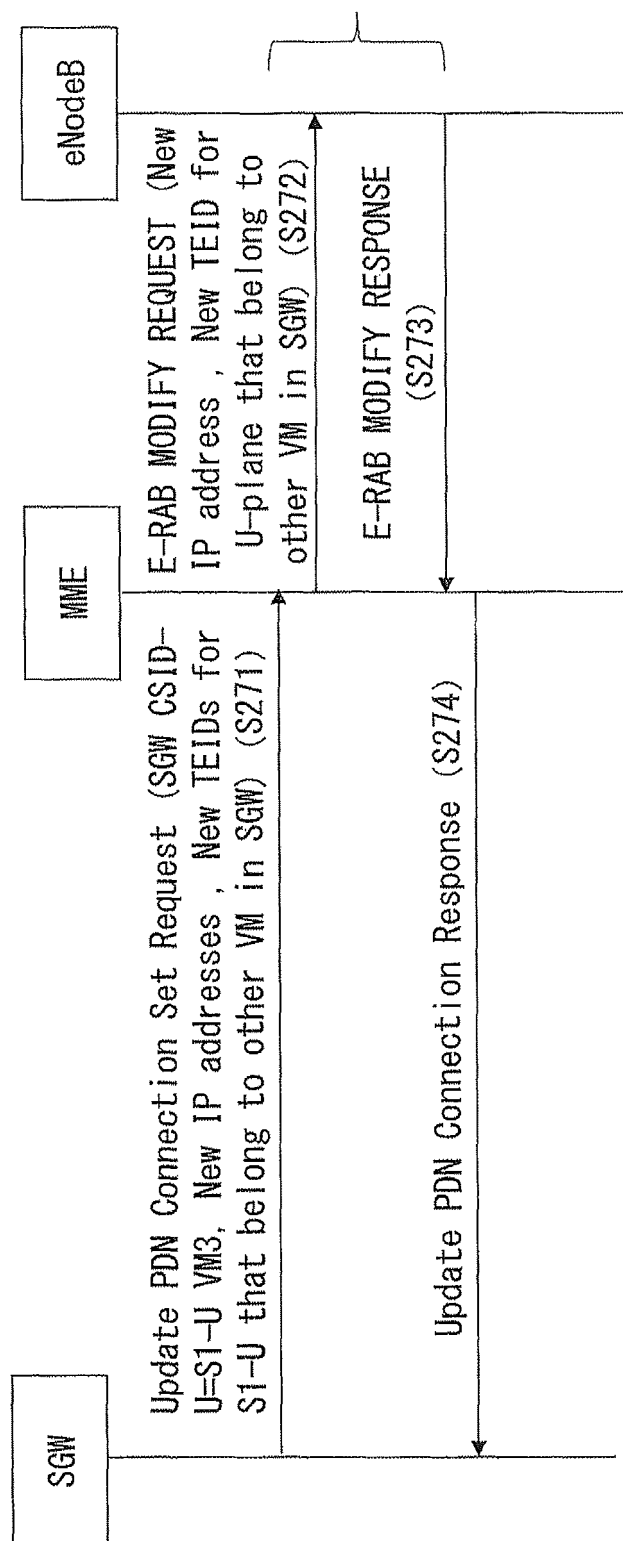 SGW
MME
eNodeB
Update PDN Connection Set Request (SGW CSID-
U=S1-U VM3, New IP addresses , New TEIDs for
S1-U that belong to other VM in SGW) (S271)
E-RAB MODIFY REQUEST (New
IP address , New TEID for
U-plane that belong to
other VM in SGW) (S272)
E-RAB MODIFY RESPONSE
(S273)
Update PDN Connection Response (S274)